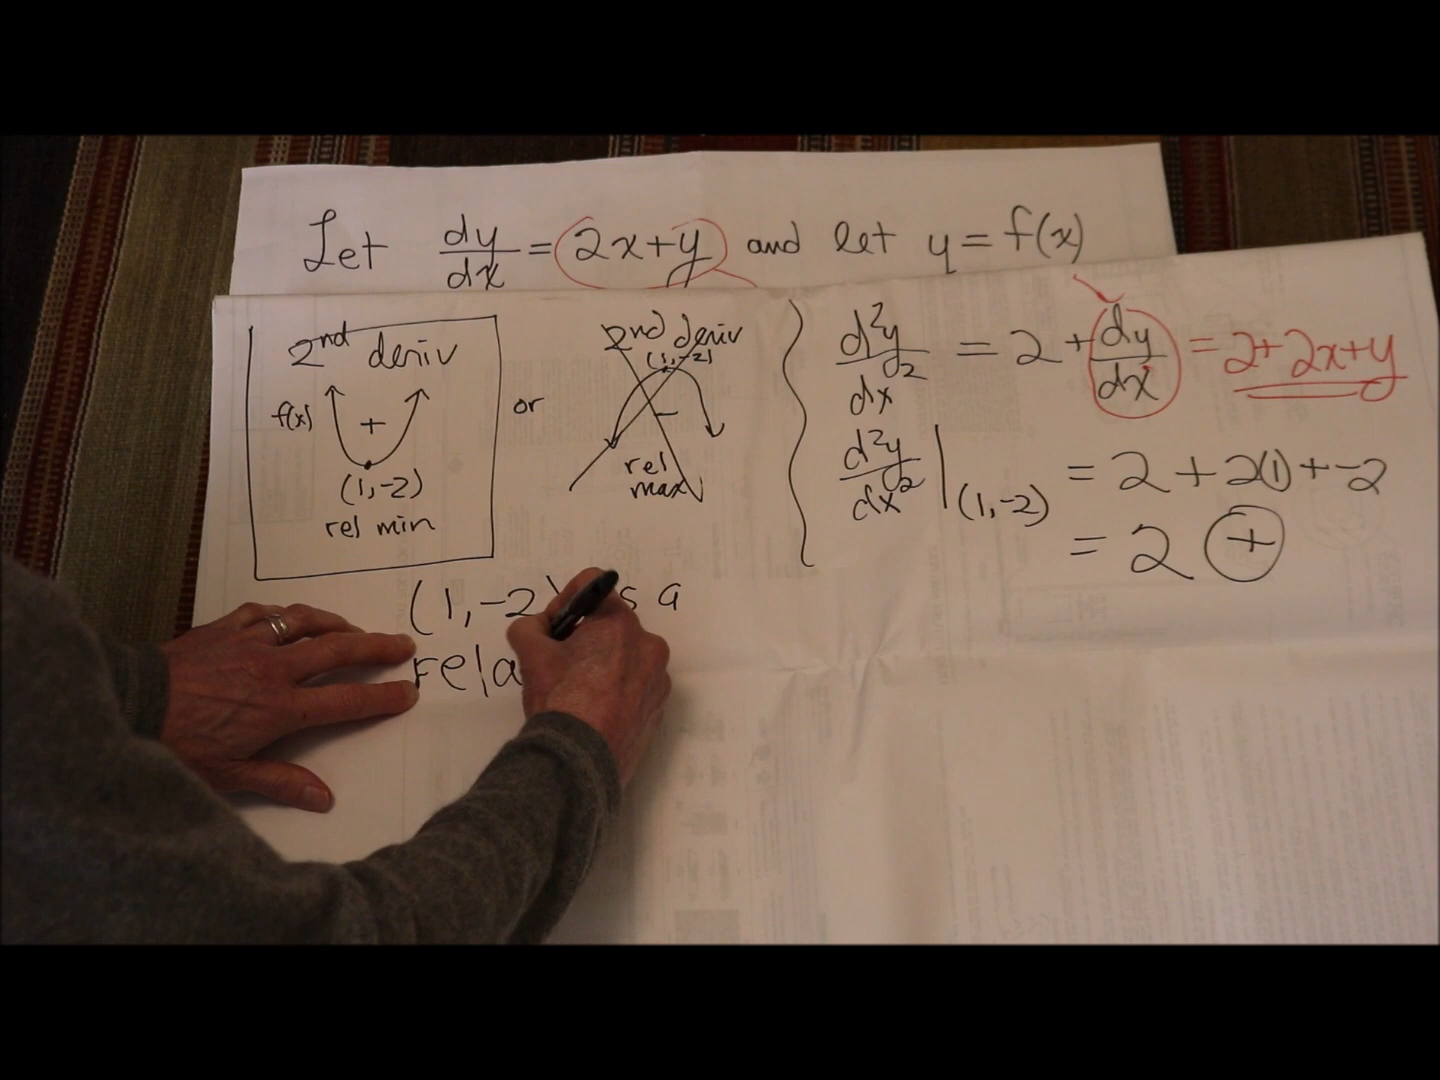 Let dy/dx = 2x+y and let y = f(x)
2nd deriv
f(x) +
(1,-2)
rel min
or
2nd deriv
(1,-2)
−
rel
max
d²y/dx² = 2 + dy/dx = 2+2x+y
d²y/dx² |(1,-2) = 2 + 2(1) + -2
= 2 +
(1,-2) is a
rela